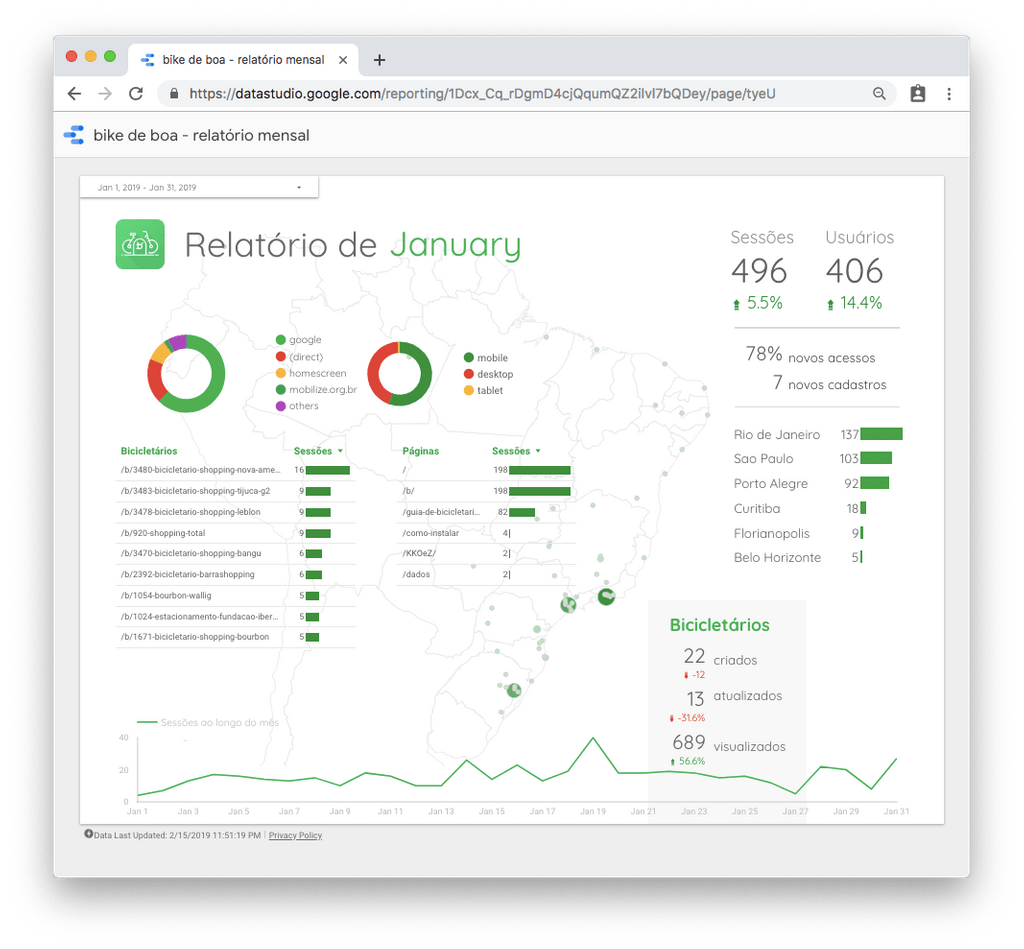 bike de boa - relatório mensal
https://datastudio.google.com/reporting/1Dcx_Cq_rDgmD4cjQqumQZ2ilvl7bQDey/page/tyeU
bike de boa - relatório mensal
Jan 1, 2019 - Jan 31, 2019
Relatório de January
Sessões Usuários
496 406
5.5% 14.4%
78% novos acessos
7 novos cadastros
google
(direct)
homescreen
mobilize.org.br
others
mobile
desktop
tablet
Rio de Janeiro 137
Sao Paulo 103
Porto Alegre 92
Curitiba 18
Florianopolis 9
Belo Horizonte 5
Bicicletários Sessões
/b/3480-bicicletario-shopping-nova-ame... 16
/b/3483-bicicletario-shopping-tijuca-g2 9
/b/3478-bicicletario-shopping-leblon 9
/b/920-shopping-total 9
/b/3470-bicicletario-shopping-bangu 6
/b/2392-bicicletario-barrashopping 6
/b/1054-bourbon-wallig 5
/b/1024-estacionamento-fundacao-iber... 5
/b/1671-bicicletario-shopping-bourbon 5
Páginas Sessões
/ 198
/b/ 198
/guia-de-bicicletari... 82
/como-instalar 4
/KKOeZ/ 2
/dados 2
Bicicletários
22 criados
-12
13 atualizados
-31.6%
689 visualizados
56.6%
Sessões ao longo do mês
40
20
0
Jan 1 Jan 3 Jan 5 Jan 7 Jan 9 Jan 11 Jan 13 Jan 15 Jan 17 Jan 19 Jan 21 Jan 23 Jan 25 Jan 27 Jan 29 Jan 31
Data Last Updated: 2/15/2019 11:51:19 PM | Privacy Policy